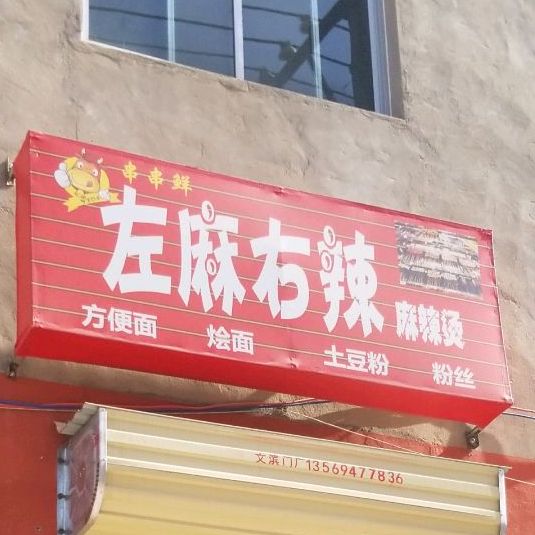 串串鲜
左麻右辣 麻辣烫
方便面 烩面 土豆粉 粉丝
文滨门厂13569477836